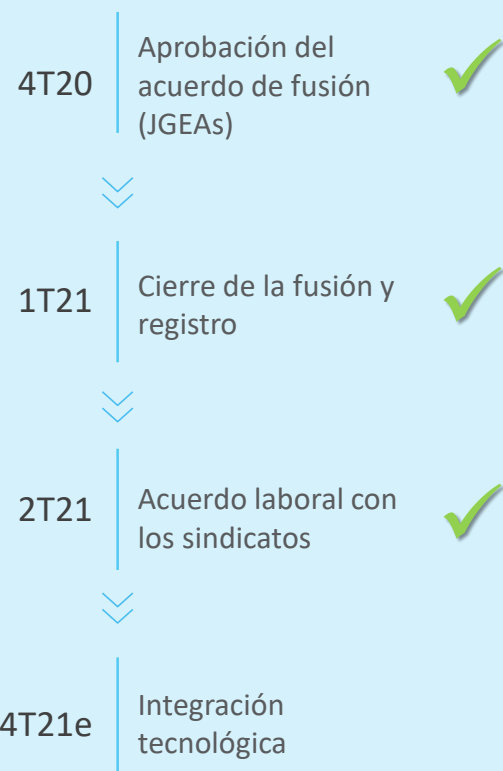 4T20
Aprobación del
acuerdo de fusión
(JGEAs)
1T21
Cierre de la fusión y
registro
2T21
Acuerdo laboral con
los sindicatos
4T21e
Integración
tecnológica